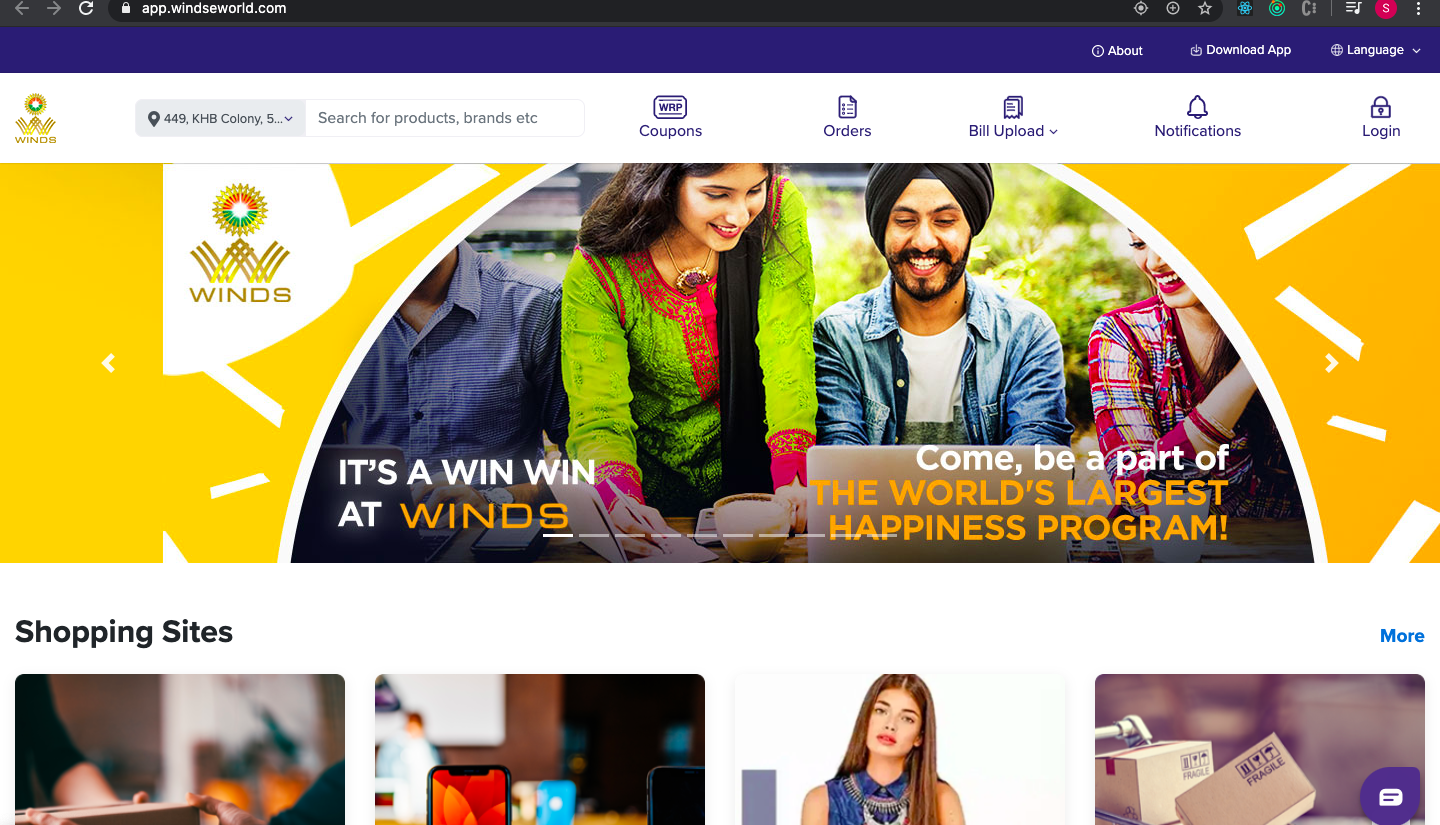 app.windseworld.com
S
About
Download App
Language
WINDS
449, KHB Colony, 5...
Search for products, brands etc
WRP
Coupons
Orders
Bill Upload
Notifications
Login
WINDS
IT'S A WIN WIN
AT WINDS
Come, be a part of
THE WORLD'S LARGEST
HAPPINESS PROGRAM!
Shopping Sites
More
FRAGILE
FRAGILE